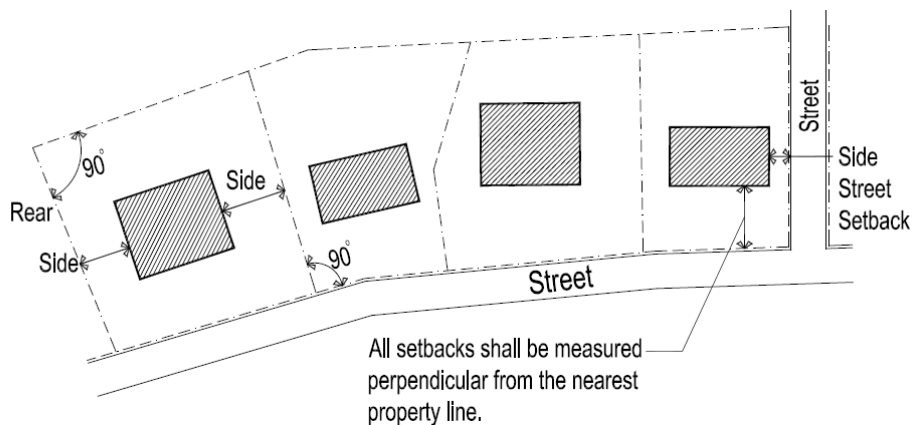 Street
90°
Side
Side
Street
Setback
Rear
Side
90°
Street
All setbacks shall be measured
perpendicular from the nearest
property line.